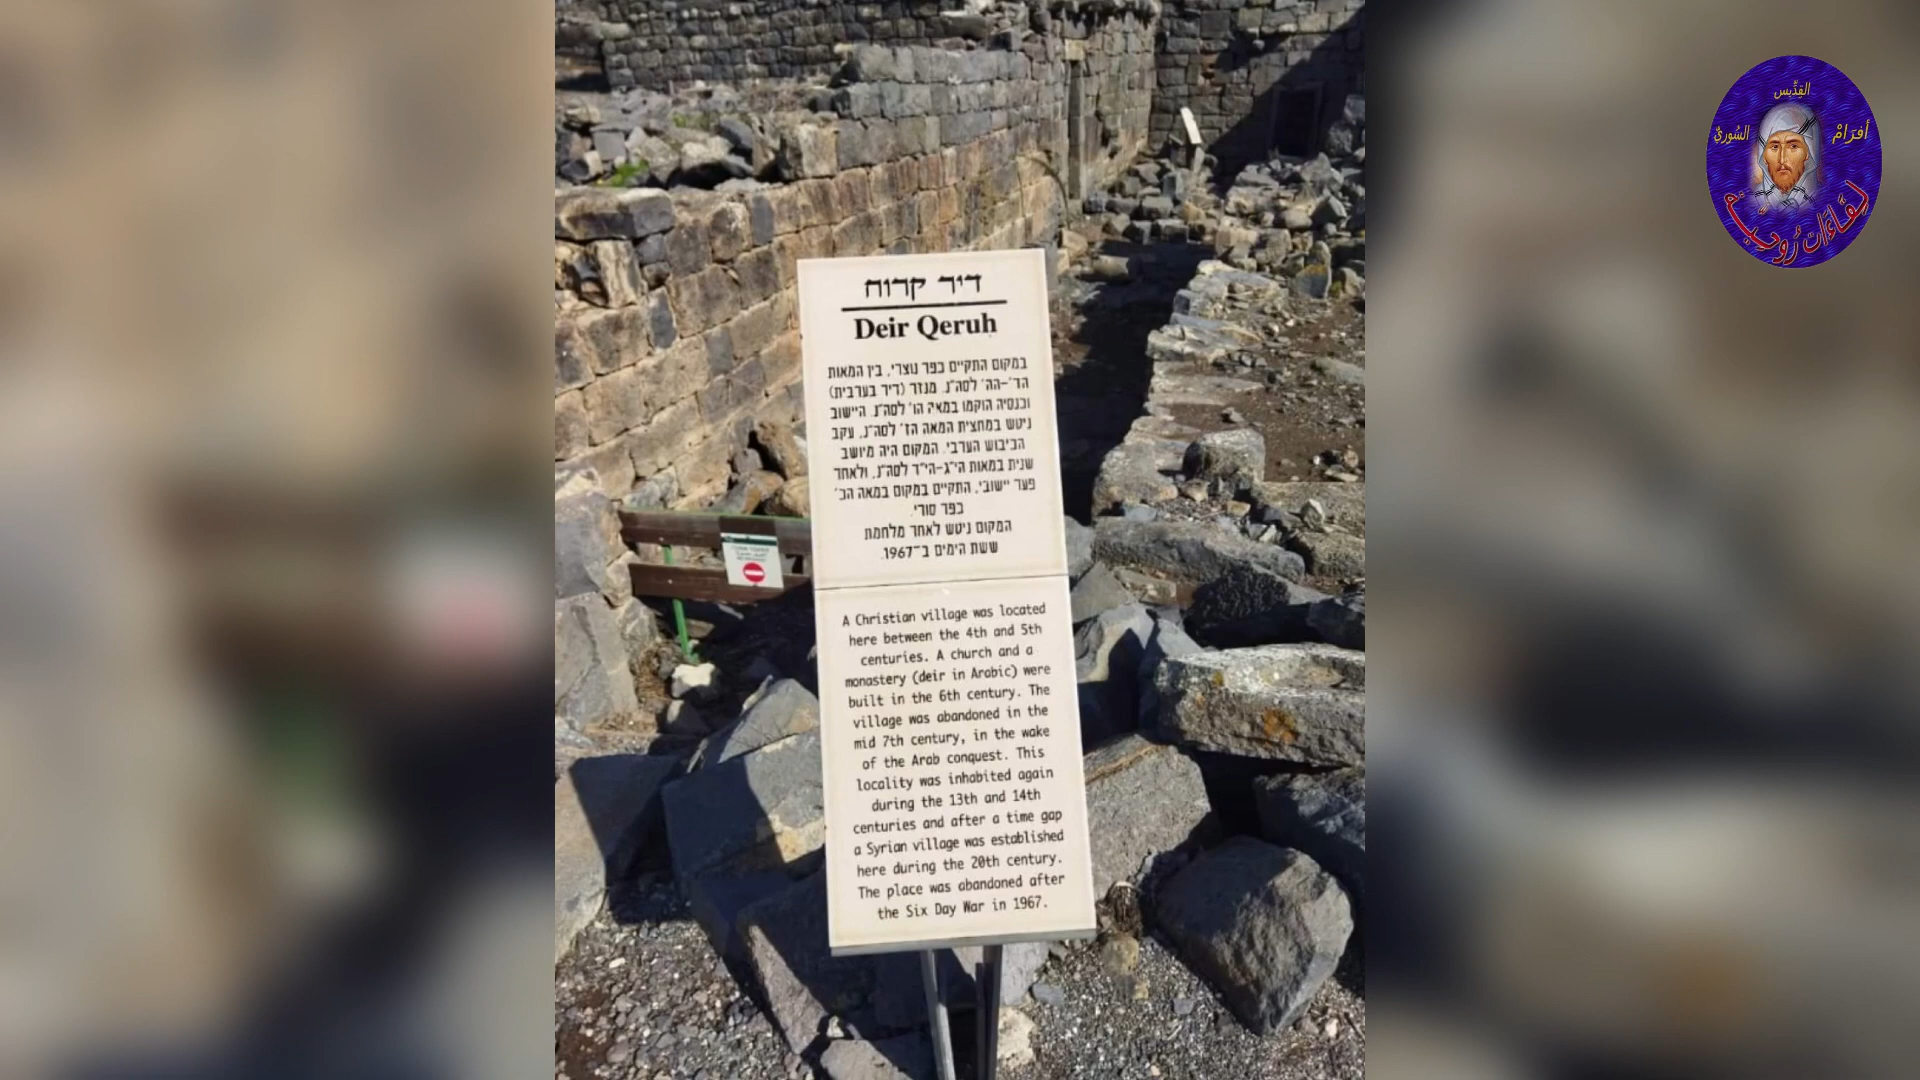 דיר קרוח
Deir Qeruh
במקום התקיים כפר נוצרי, בין המאות
הד'-הה' לסה"נ. מנזר (דיר בערבית)
וכנסיה הוקמו במאה הו' לסה"נ. היישוב
ניטש במחצית המאה הז' לסה"נ, עקב
הכיבוש הערבי. המקום היה מיושב
שנית במאות הי"ג-הי"ד לסה"נ, ולאחר
פער יישובי, התקיים במקום במאה הכ'
כפר סורי.
המקום ניטש לאחר מלחמת
ששת הימים ב-1967.
A Christian village was located
here between the 4th and 5th
centuries. A church and a
monastery (deir in Arabic) were
built in the 6th century. The
village was abandoned in the
mid 7th century, in the wake
of the Arab conquest. This
locality was inhabited again
during the 13th and 14th
centuries and after a time gap
a Syrian village was established
here during the 20th century.
The place was abandoned after
the Six Day War in 1967.
القِدِّيس
أفرَامْ
السُّوريّ
لِقَاءَات رُوحِيَّة